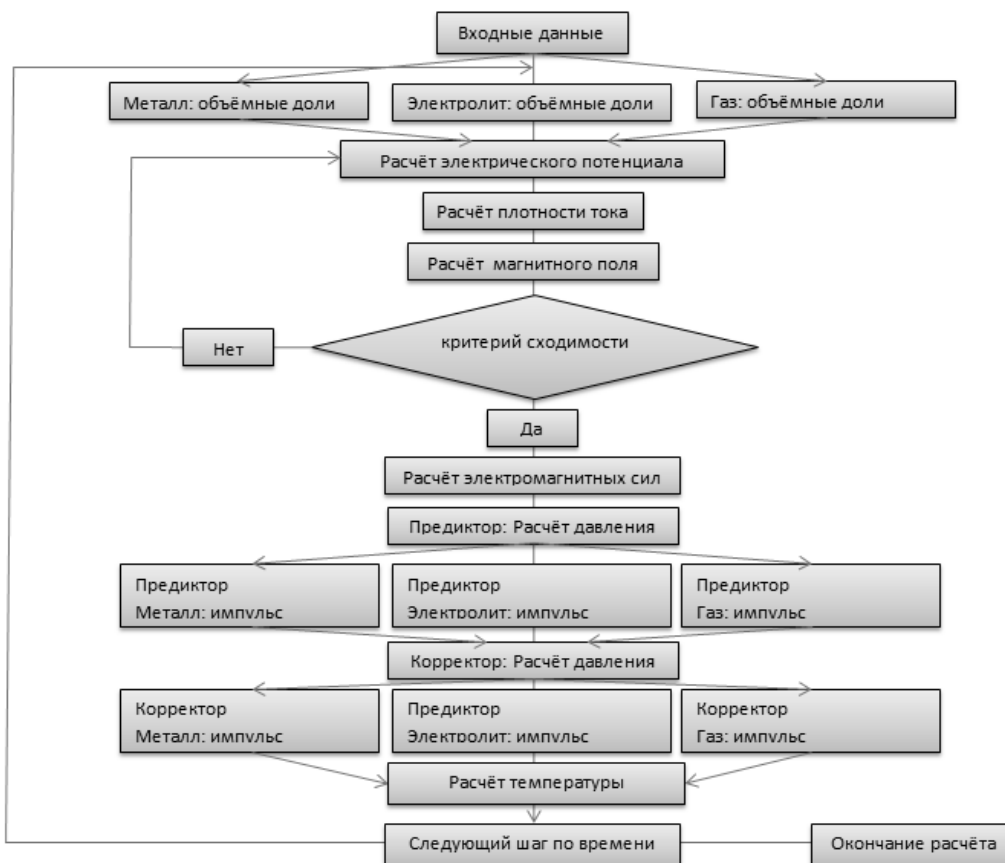 Входные данные
Металл: объёмные доли
Электролит: объёмные доли
Газ: объёмные доли
Расчёт электрического потенциала
Расчёт плотности тока
Расчёт магнитного поля
критерий сходимости
Нет
Да
Расчёт электромагнитных сил
Предиктор: Расчёт давления
Предиктор
Металл: импульс
Предиктор
Электролит: импульс
Предиктор
Газ: импульс
Корректор: Расчёт давления
Корректор
Металл: импульс
Предиктор
Электролит: импульс
Корректор
Газ: импульс
Расчёт температуры
Следующий шаг по времени
Окончание расчёта